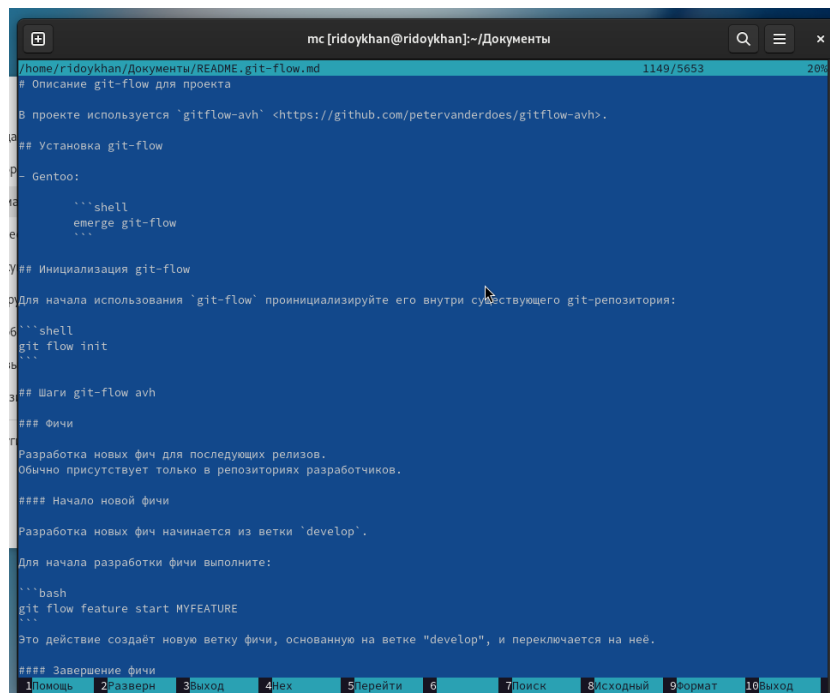 mc [ridoykhan@ridoykhan]:~/Документы
/home/ridoykhan/Документы/README.git-flow.md 1149/5653 20%
# Описание git-flow для проекта
В проекте используется `gitflow-avh` <https://github.com/petervanderdoes/gitflow-avh>.
## Установка git-flow
- Gentoo:
```shell
emerge git-flow
```
## Инициализация git-flow
Для начала использования `git-flow` проинициализируйте его внутри существующего git-репозитория:
```shell
git flow init
```
## Шаги git-flow avh
### Фичи
Разработка новых фич для последующих релизов.
Обычно присутствует только в репозиториях разработчиков.
#### Начало новой фичи
Разработка новых фич начинается из ветки `develop`.
Для начала разработки фичи выполните:
```bash
git flow feature start MYFEATURE
```
Это действие создаёт новую ветку фичи, основанную на ветке "develop", и переключается на неё.
#### Завершение фичи
1Помощь 2Разверн 3Выход 4Hex 5Перейти 6 7Поиск 8Исходный 9Формат 10Выход